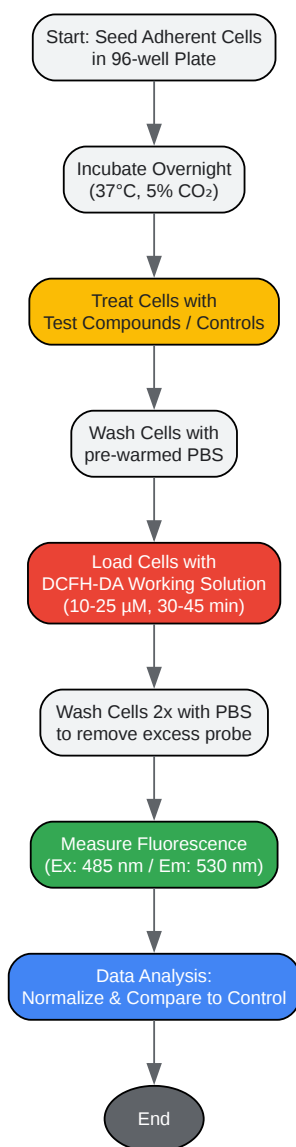 Start: Seed Adherent Cells
in 96-well Plate
Incubate Overnight
(37°C, 5% CO₂)
Treat Cells with
Test Compounds / Controls
Wash Cells with
pre-warmed PBS
Load Cells with
DCFH-DA Working Solution
(10-25 µM, 30-45 min)
Wash Cells 2x with PBS
to remove excess probe
Measure Fluorescence
(Ex: 485 nm / Em: 530 nm)
Data Analysis:
Normalize & Compare to Control
End